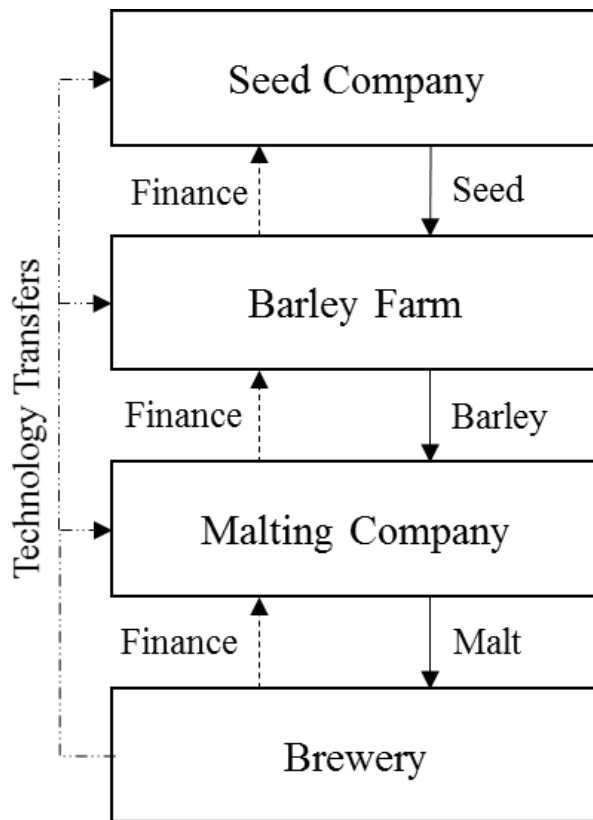 Seed Company
Finance
Seed
Technology Transfers
Barley Farm
Finance
Barley
Malting Company
Finance
Malt
Brewery